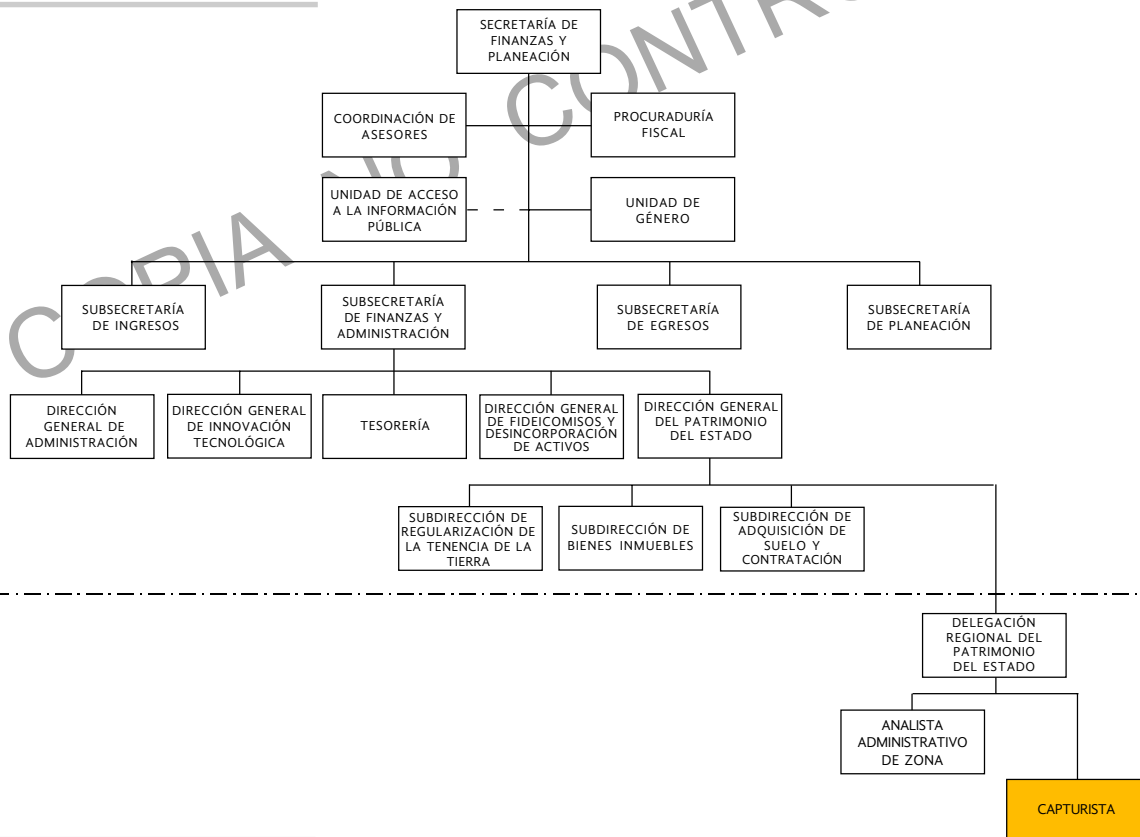 SECRETARÍA DE
FINANZAS Y
PLANEACIÓN
COORDINACIÓN DE
ASESORES
PROCURADURÍA
FISCAL
UNIDAD DE ACCESO
A LA INFORMACIÓN
PÚBLICA
UNIDAD DE
GÉNERO
SUBSECRETARÍA
DE INGRESOS
SUBSECRETARÍA
DE FINANZAS Y
ADMINISTRACIÓN
SUBSECRETARÍA
DE EGRESOS
SUBSECRETARÍA
DE PLANEACIÓN
DIRECCIÓN
GENERAL DE
ADMINISTRACIÓN
DIRECCIÓN GENERAL
DE INNOVACIÓN
TECNOLÓGICA
TESORERÍA
DIRECCIÓN GENERAL
DE FIDEICOMISOS Y
DESINCORPORACIÓN
DE ACTIVOS
DIRECCIÓN GENERAL
DEL PATRIMONIO
DEL ESTADO
SUBDIRECCIÓN DE
REGULARIZACIÓN DE
LA TENENCIA DE LA
TIERRA
SUBDIRECCIÓN DE
BIENES INMUEBLES
SUBDIRECCIÓN DE
ADQUISICIÓN DE
SUELO Y
CONTRATACIÓN
DELEGACIÓN
REGIONAL DEL
PATRIMONIO
DEL ESTADO
ANALISTA
ADMINISTRATIVO
DE ZONA
CAPTURISTA
COPIA NO